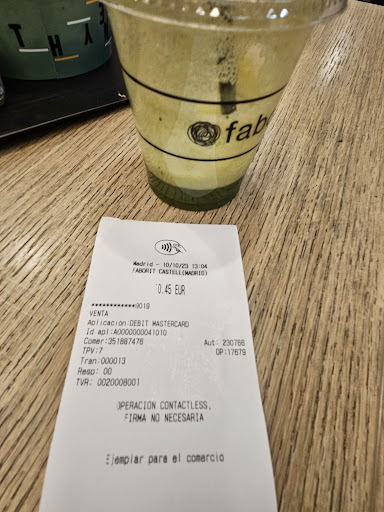 THY
fab
Madrid - 10/10/23 13:04
FABORIT CASTELL(MADRID)
0.45 EUR
************9019
VENTA
Aplicacion:DEBIT MASTERCARD
Id apl:A0000000041010
Comer:351887476 Aut: 230766
TPV:7 OP:17679
Tran:000013
Resp: 00
TVR: 0020008001
OPERACION CONTACTLESS,
FIRMA NO NECESARIA
Ejemplar para el comercio